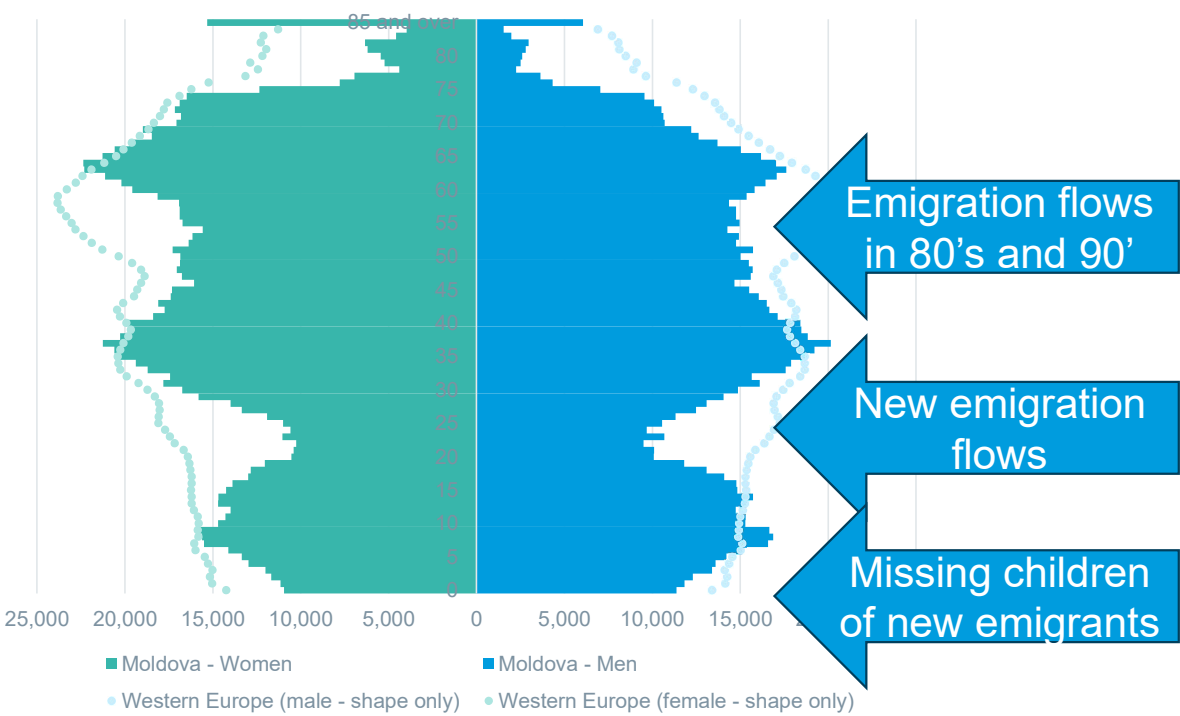 85 and over
80
75
70
65
60
55
50
45
40
35
30
25
20
15
10
5
0
25,000 20,000 15,000 10,000 5,000 0 5,000 10,000 15,000
Emigration flows
in 80's and 90'
New emigration
flows
Missing children
of new emigrants
Moldova - Women
Moldova - Men
Western Europe (male - shape only)
Western Europe (female - shape only)